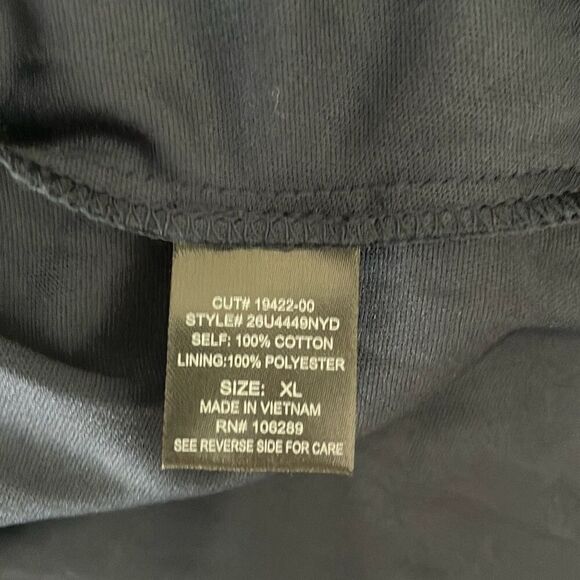 CUT# 19422-00
STYLE# 26U4449NYD
SELF: 100% COTTON
LINING:100% POLYESTER
SIZE: XL
MADE IN VIETNAM
RN# 106289
SEE REVERSE SIDE FOR CARE